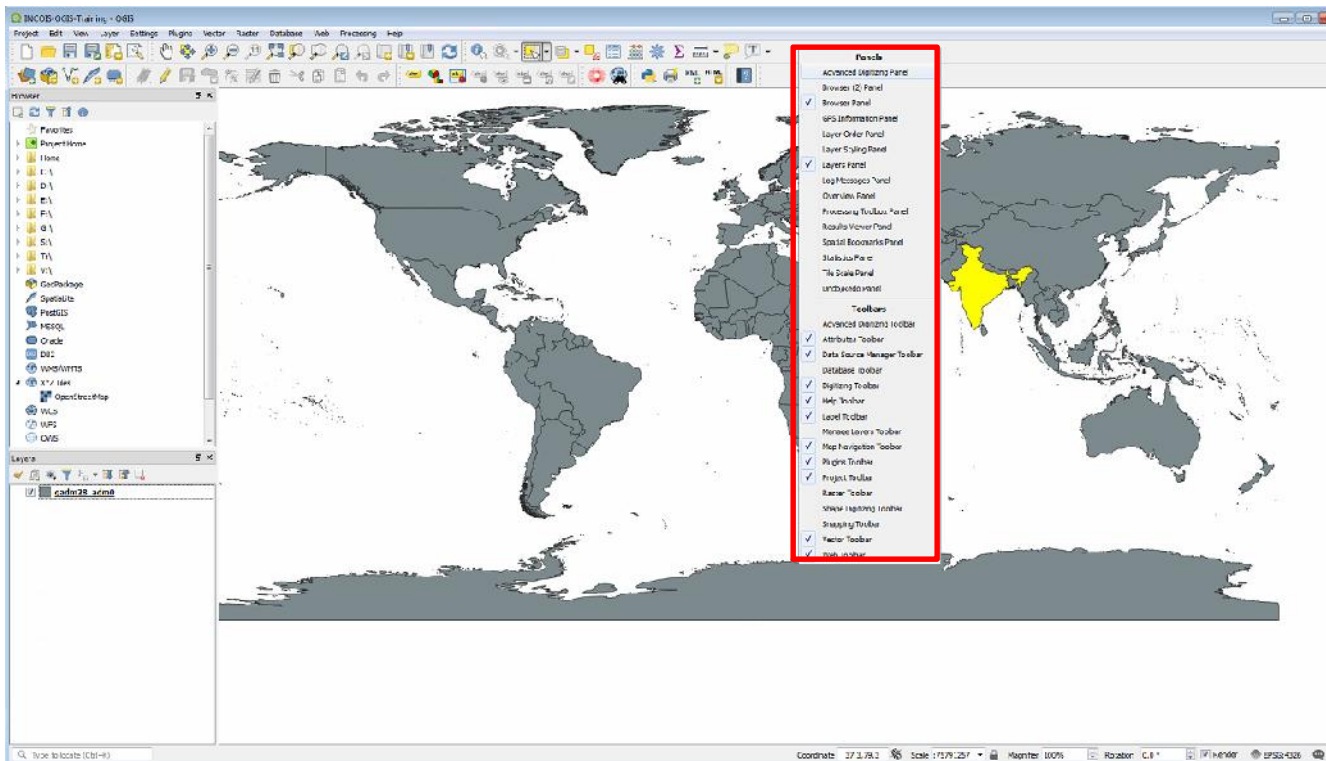 INCOIS-QGIS-Training - QGIS
Project Edit View Layer Settings Plugins Vector Raster Database Web Processing Help
Browser
Favorites
Project Home
Home
C:\
D:\
E:\
F:\
G:\
S:\
T:\
V:\
GeoPackage
SpatiaLite
PostGIS
MSSQL
Oracle
DB2
WMS/WMTS
XYZ Tiles
OpenStreetMap
WCS
WFS
OWS
Layers
gadm28_adm0
Panels
Advanced Digitizing Panel
Browser (2) Panel
Browser Panel
GPS Information Panel
Layer Order Panel
Layer Styling Panel
Layers Panel
Log Messages Panel
Overview Panel
Processing Toolbox Panel
Results Viewer Panel
Spatial Bookmarks Panel
Statistics Panel
Tile Scale Panel
Undo/Redo Panel
Toolbars
Advanced Digitizing Toolbar
Attributes Toolbar
Data Source Manager Toolbar
Database Toolbar
Digitizing Toolbar
Help Toolbar
Label Toolbar
Manage Layers Toolbar
Map Navigation Toolbar
Plugins Toolbar
Project Toolbar
Raster Toolbar
Shape Digitizing Toolbar
Snapping Toolbar
Vector Toolbar
Web Toolbar
Type to locate (Ctrl+K)
Coordinate Scale Magnifier 100% Rotation 0.0 ° Render EPSG:4326